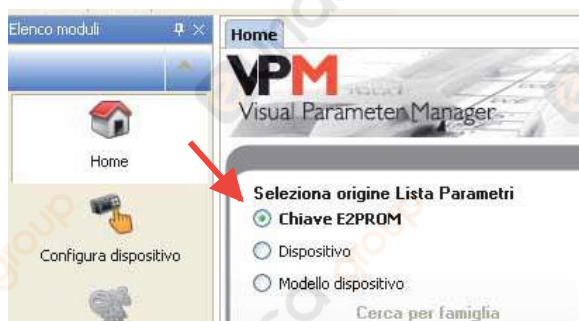 Elenco moduli
Home
Configura dispositivo
Home
VPM
Visual Parameter Manager
Seleziona origine Lista Parametri
Chiave E2PROM
Dispositivo
Modello dispositivo
Cerca per famiglia